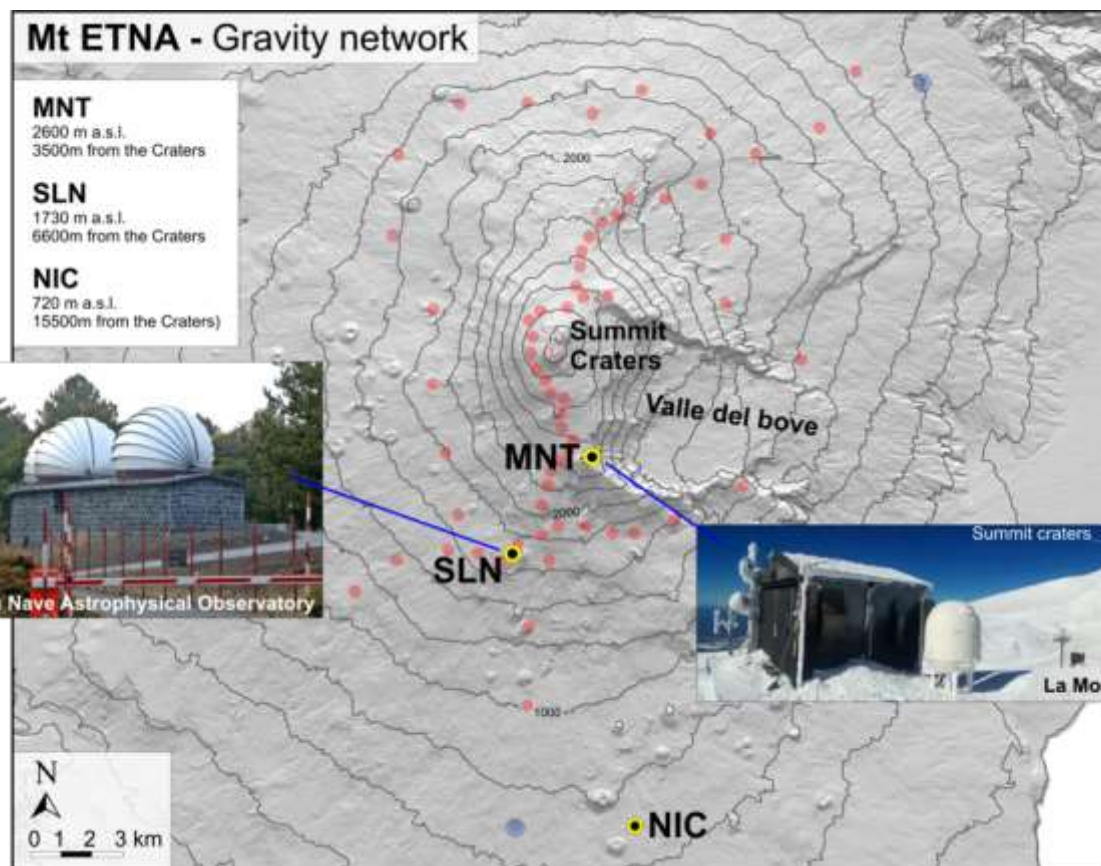 Mt ETNA - Gravity network
MNT
2600 m a.s.l.
3500m from the Craters
SLN
1730 m a.s.l.
6600m from the Craters
NIC
720 m a.s.l.
15500m from the Craters)
2000
Summit
Craters
Valle del bove
MNT
2000
SLN
Summit craters
Nave Astrophysical Observatory
La Mo
1000
N
0 1 2 3 km
NIC